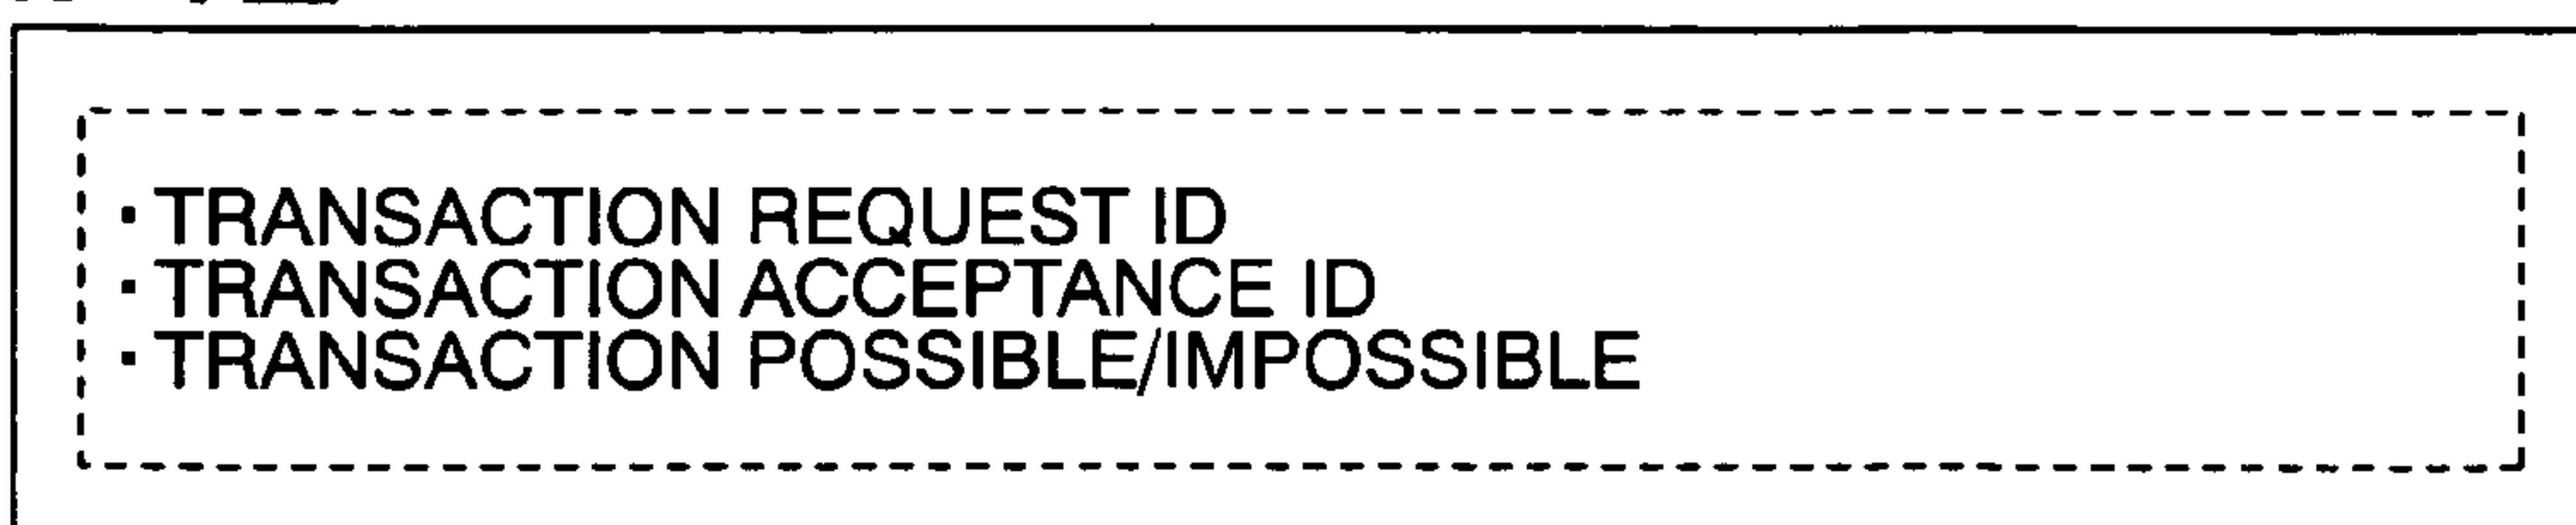 · TRANSACTION REQUEST ID
· TRANSACTION ACCEPTANCE ID
· TRANSACTION POSSIBLE/IMPOSSIBLE